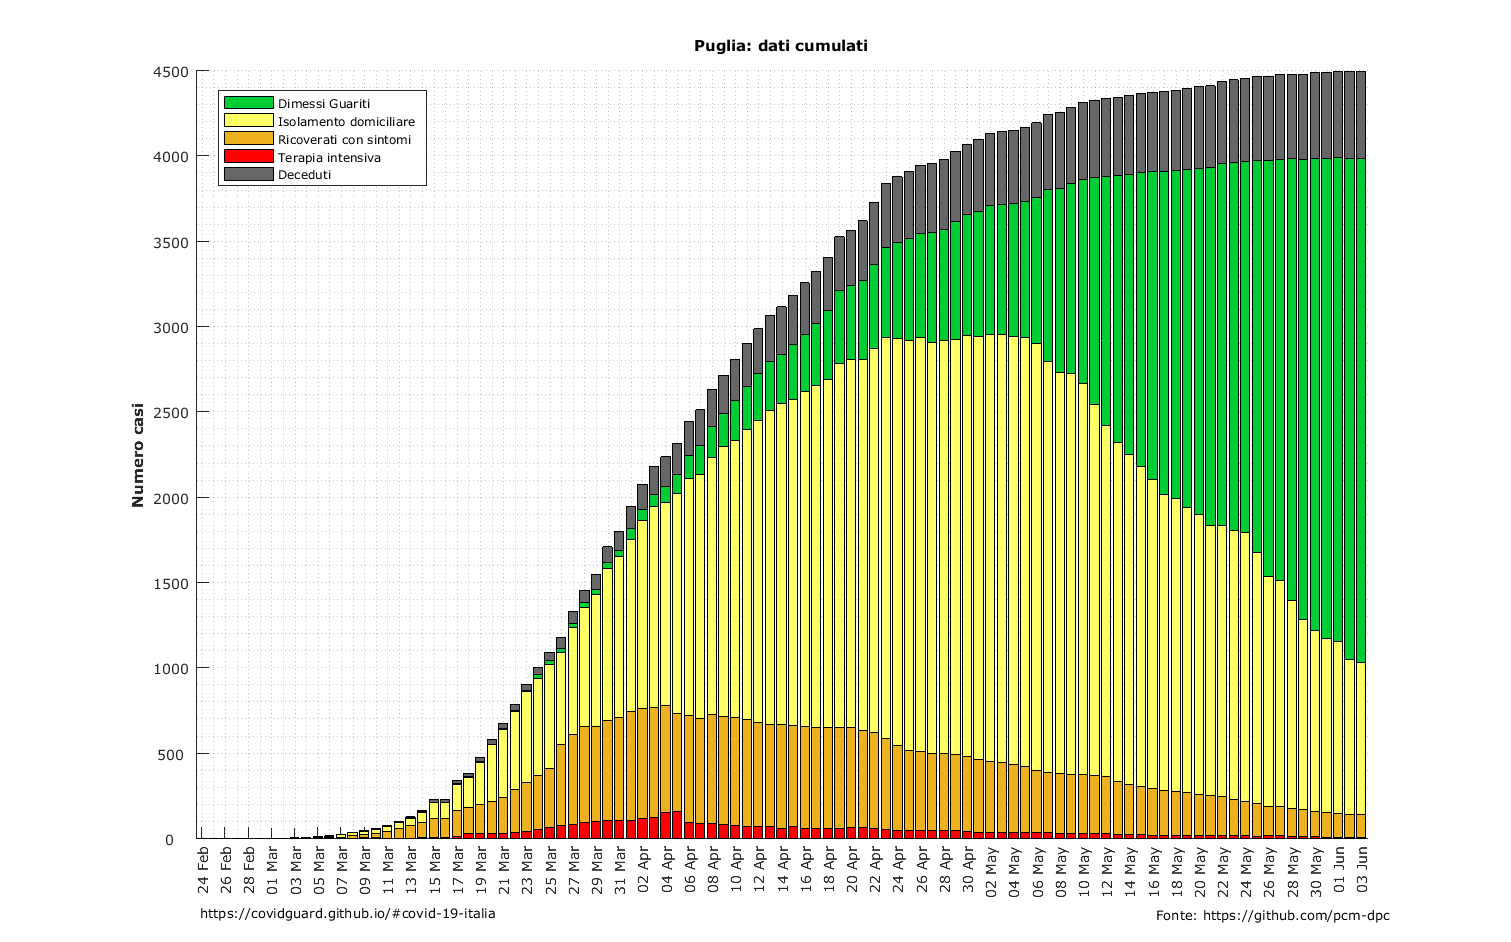 Puglia: dati cumulati
Numero casi
4500
4000
3500
3000
2500
2000
1500
1000
500
0
Dimessi Guariti
Isolamento domiciliare
Ricoverati con sintomi
Terapia intensiva
Deceduti
24 Feb
26 Feb
28 Feb
01 Mar
03 Mar
05 Mar
07 Mar
09 Mar
11 Mar
13 Mar
15 Mar
17 Mar
19 Mar
21 Mar
23 Mar
25 Mar
27 Mar
29 Mar
31 Mar
02 Apr
04 Apr
06 Apr
08 Apr
10 Apr
12 Apr
14 Apr
16 Apr
18 Apr
20 Apr
22 Apr
24 Apr
26 Apr
28 Apr
30 Apr
02 May
04 May
06 May
08 May
10 May
12 May
14 May
16 May
18 May
20 May
22 May
24 May
26 May
28 May
30 May
01 Jun
03 Jun
https://covidguard.github.io/#covid-19-italia
Fonte: https://github.com/pcm-dpc